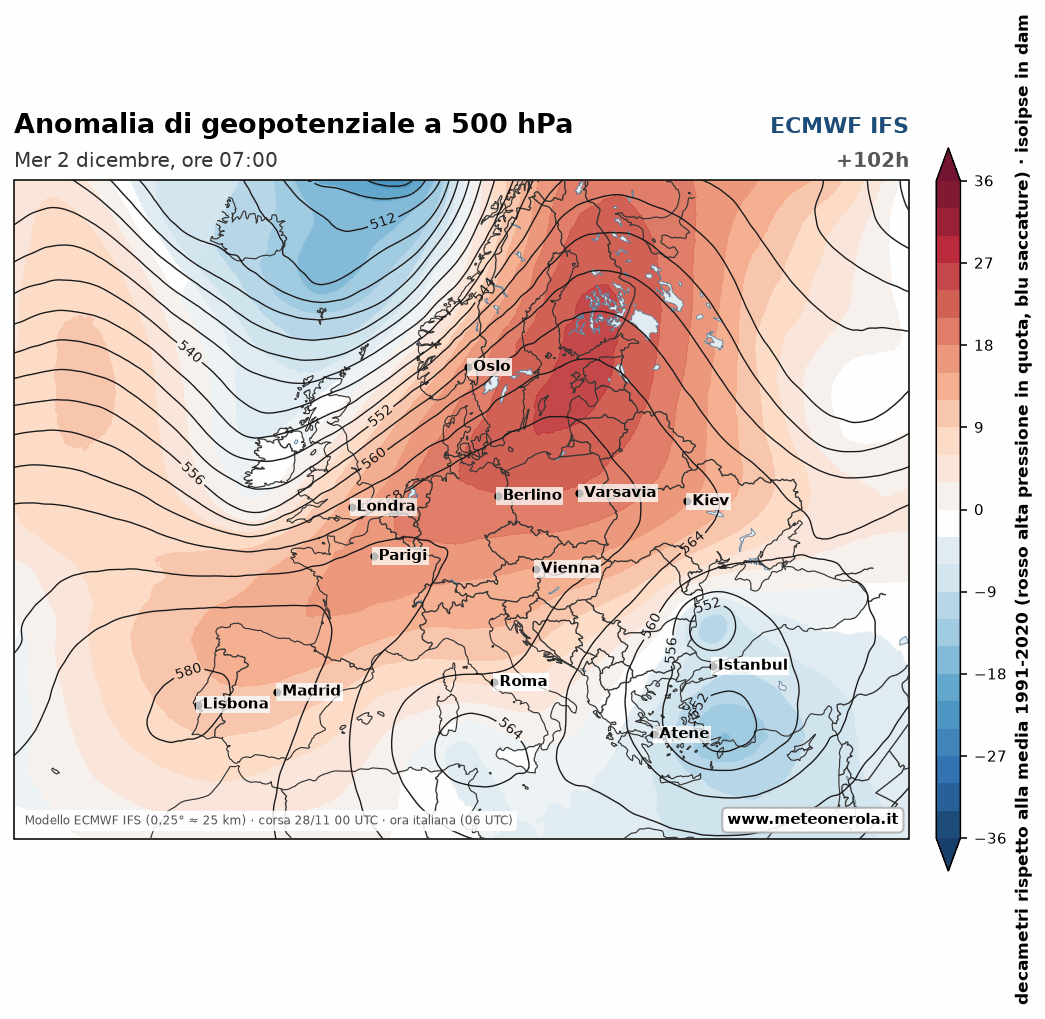 Anomalia di geopotenziale a 500 hPa
ECMWF IFS
Mer 2 dicembre, ore 07:00
+102h
512
544
540
552
560
556
Oslo
Londra
Berlino
Varsavia
Kiev
Parigi
Vienna
564
552
560
556
580
Lisbona
Madrid
Roma
Istanbul
564
552
Atene
Modello ECMWF IFS (0,25° ≈ 25 km) · corsa 28/11 00 UTC · ora italiana (06 UTC)
www.meteonerola.it
36
27
18
9
0
−9
−18
−27
−36
decametri rispetto alla media 1991-2020 (rosso alta pressione in quota, blu saccature) · isoipse in dam